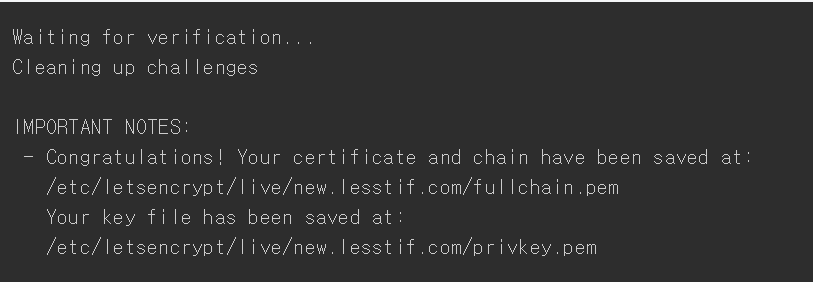 Waiting for verification...
Cleaning up challenges
IMPORTANT NOTES:
- Congratulations! Your certificate and chain have been saved at:
/etc/letsencrypt/live/new.lesstif.com/fullchain.pem
Your key file has been saved at:
/etc/letsencrypt/live/new.lesstif.com/privkey.pem